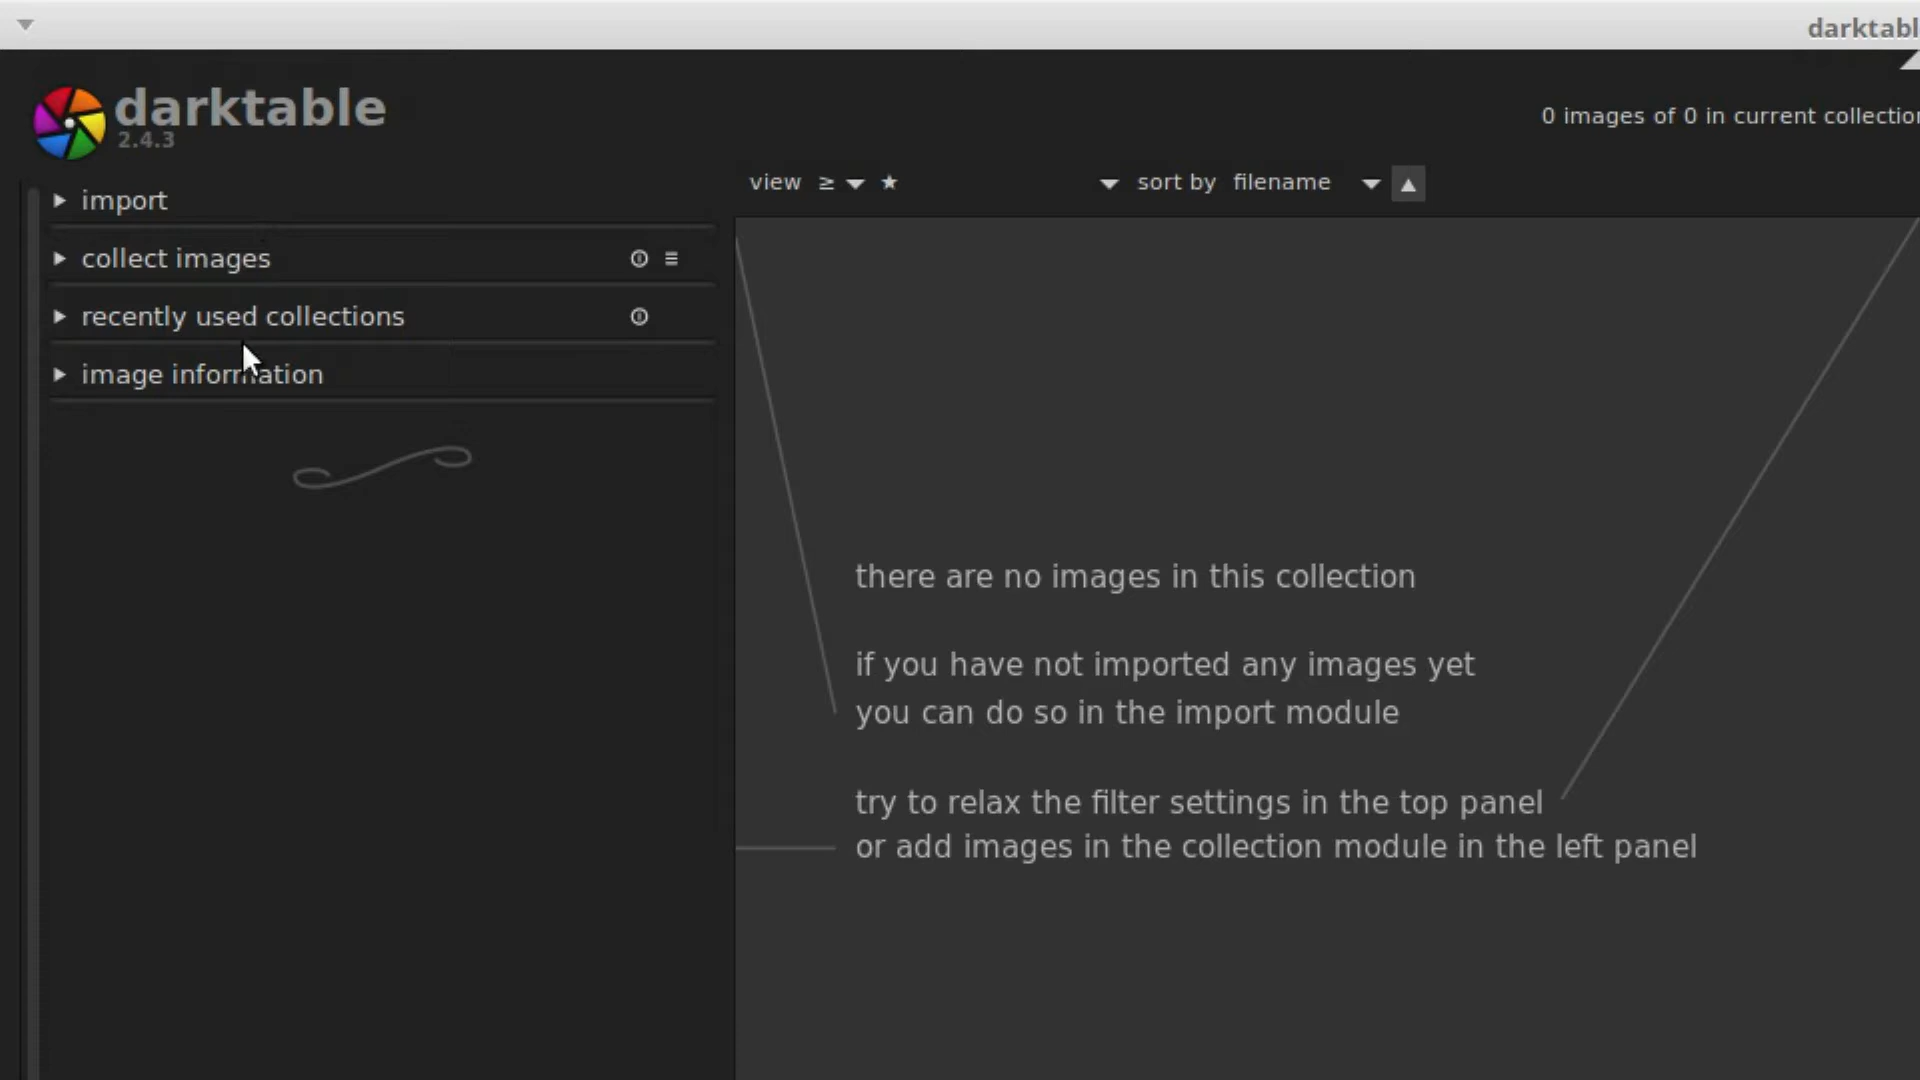 darktabl
darktable
2.4.3
0 images of 0 in current collection
view ≥ ★ sort by filename
import
collect images
recently used collections
image information
there are no images in this collection
if you have not imported any images yet
you can do so in the import module
try to relax the filter settings in the top panel
or add images in the collection module in the left panel